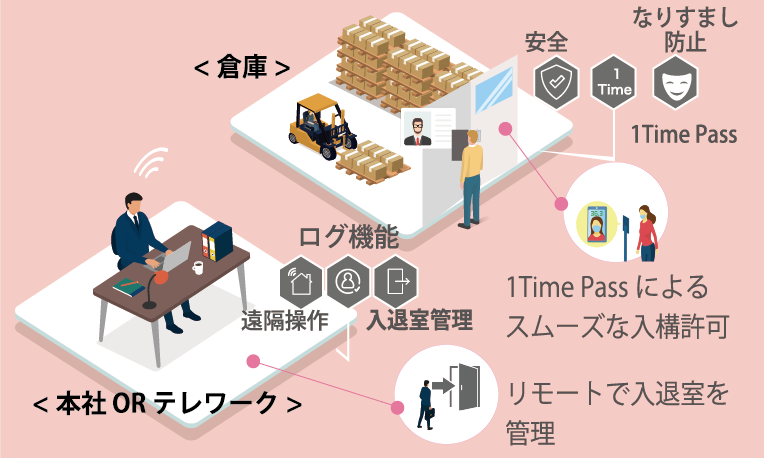 なりすまし
防止
安全
< 倉庫 >
1
Time
1Time Pass
36.3
ログ機能
1Time Pass による
スムーズな入構許可
遠隔操作
入退室管理
リモートで入退室を
管理
< 本社 OR テレワーク >